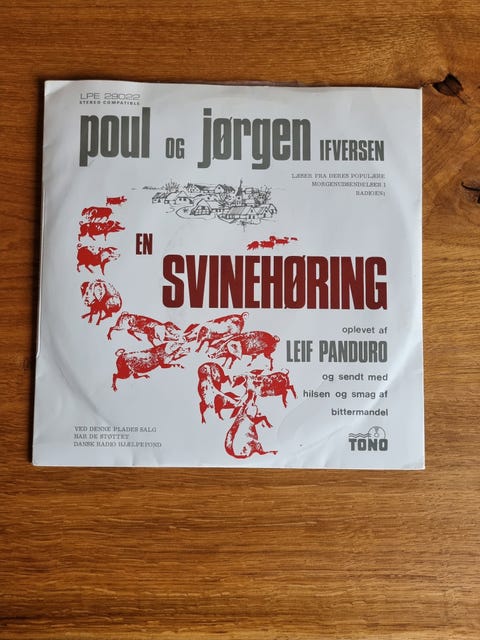 LPE 29022
STEREO COMPATIBLE
poul OG jørgen IFVERSEN
LÆSER FRA DERES POPULÆRE
MORGENUDSENDELSER I
RADIOEN:
EN SVINEHØRING
oplevet af
LEIF PANDURO
og sendt med
hilsen og smag af
bittermandel
VED DENNE PLADES SALG
HAR DE STØTTET
DANSK RADIO HJÆLPEFOND
TONO